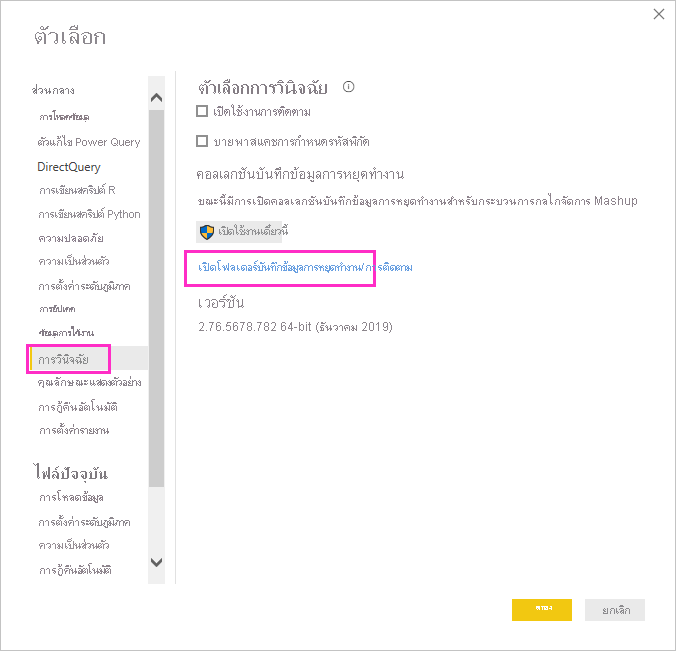 ตัวเลือก
ส่วนกลาง
การโหลดข้อมูล
ตัวแก้ไข Power Query
DirectQuery
การเขียนสคริปต์ R
การเขียนสคริปต์ Python
ความปลอดภัย
ความเป็นส่วนตัว
การตั้งค่าระดับภูมิภาค
การอัปเดต
ข้อมูลการใช้งาน
การวินิจฉัย
คุณลักษณะแสดงตัวอย่าง
การกู้คืนอัตโนมัติ
การตั้งค่ารายงาน
ไฟล์ปัจจุบัน
การโหลดข้อมูล
การตั้งค่าระดับภูมิภาค
ความเป็นส่วนตัว
การกู้คืนอัตโนมัติ
ตัวเลือกการวินิจฉัย
เปิดใช้งานการติดตาม
บายพาสแคชการกำหนดรหัสพิกัด
คอลเลกชันบันทึกข้อมูลการหยุดทำงาน
ขณะนี้มีการเปิดคอลเลกชันบันทึกข้อมูลการหยุดทำงานสำหรับกระบวนการกลไกจัดการ Mashup
เปิดใช้งานเดี๋ยวนี้
เปิดโฟลเดอร์บันทึกข้อมูลการหยุดทำงาน/การติดตาม
เวอร์ชัน
2.76.5678.782 64-bit (ธันวาคม 2019)
ตกลง
ยกเลิก